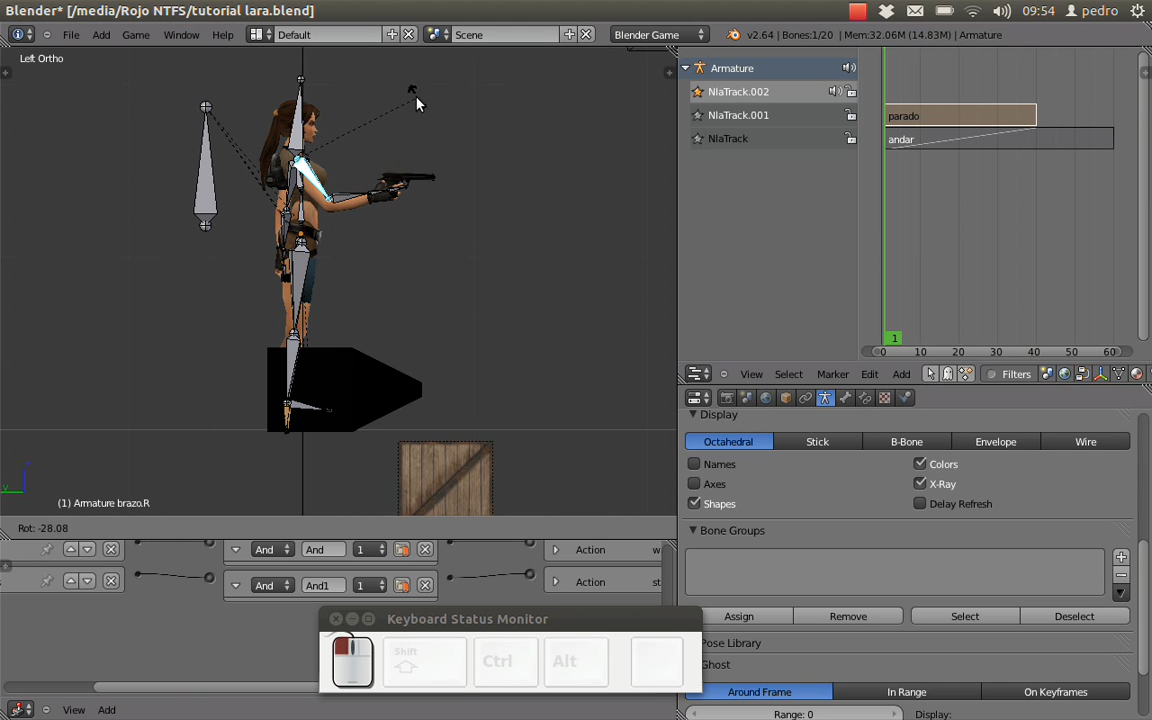 Blender* [/media/Rojo NTFS/tutorial lara.blend]
09:54
pedro
File Add Game Window Help
Default
Scene
Blender Game
v2.64 | Bones:1/20 | Mem:32.06M (14.83M) | Armature
Left Ortho
Armature
NlaTrack.002
NlaTrack.001
NlaTrack
parado
andar
1
0 10 20 30 40 50 60
View Select Marker Edit Add
Filters
Display
Octahedral Stick B-Bone Envelope Wire
Names
Colors
Axes
X-Ray
Shapes
Delay Refresh
Bone Groups
Assign Remove Select Deselect
Pose Library
Ghost
Around Frame In Range On Keyframes
Range: 0
Display:
(1) Armature brazo.R
Rot: -28.08
And And 1 Action w
And And1 1 Action st
Keyboard Status Monitor
Shift
Ctrl
Alt
View Add